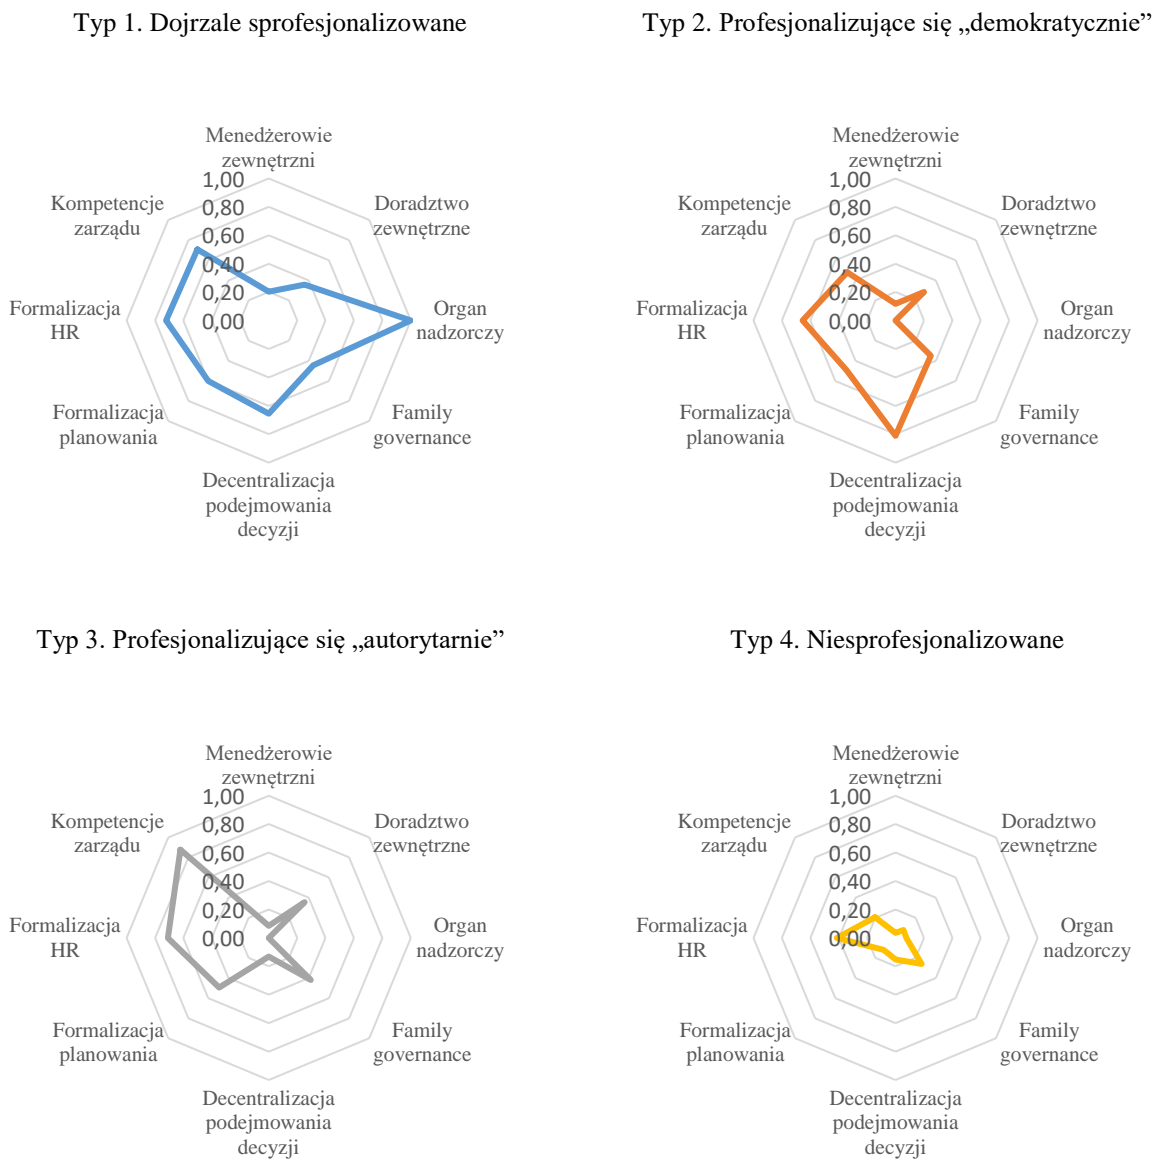 Typ 1. Dojrzale sprofesjonalizowane
Menedżerowie
zewnętrzni
1,00
0,80
0,60
0,40
0,20
0,00
Doradztwo
zewnętrzne
Organ
nadzorczy
Family
governance
Decentralizacja
podejmowania
decyzji
Formalizacja
planowania
Formalizacja
HR
Kompetencje
zarządu
Typ 2. Profesjonalizujące się „demokratycznie”
Menedżerowie
zewnętrzni
1,00
0,80
0,60
0,40
0,20
0,00
Doradztwo
zewnętrzne
Organ
nadzorczy
Family
governance
Decentralizacja
podejmowania
decyzji
Formalizacja
planowania
Formalizacja
HR
Kompetencje
zarządu
Typ 3. Profesjonalizujące się „autorytarnie”
Menedżerowie
zewnętrzni
1,00
0,80
0,60
0,40
0,20
0,00
Doradztwo
zewnętrzne
Organ
nadzorczy
Family
governance
Decentralizacja
podejmowania
decyzji
Formalizacja
planowania
Formalizacja
HR
Kompetencje
zarządu
Typ 4. Niesprofesjonalizowane
Menedżerowie
zewnętrzni
1,00
0,80
0,60
0,40
0,20
0,00
Doradztwo
zewnętrzne
Organ
nadzorczy
Family
governance
Decentralizacja
podejmowania
decyzji
Formalizacja
planowania
Formalizacja
HR
Kompetencje
zarządu